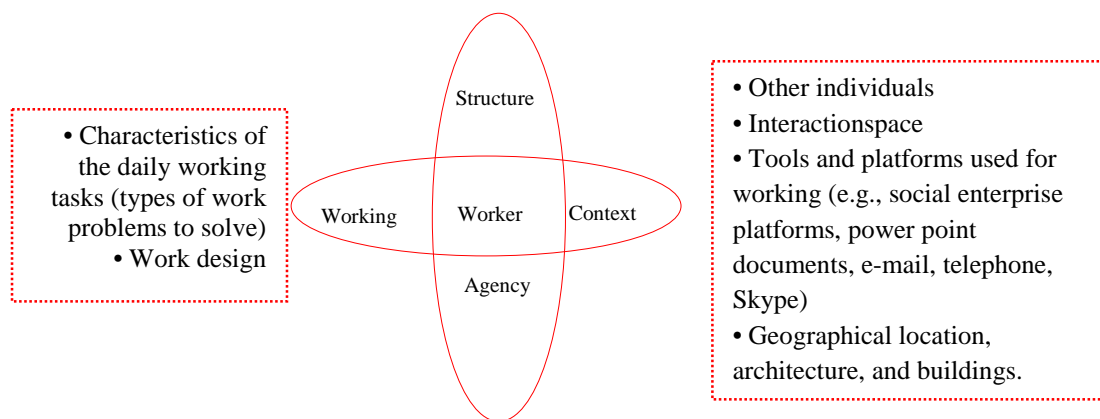 • Characteristics of
the daily working
tasks (types of work
problems to solve)
• Work design
Structure
Working
Worker
Context
Agency
• Other individuals
• Interactionspace
• Tools and platforms used for
working (e.g., social enterprise
platforms, power point
documents, e-mail, telephone,
Skype)
• Geographical location,
architecture, and buildings.